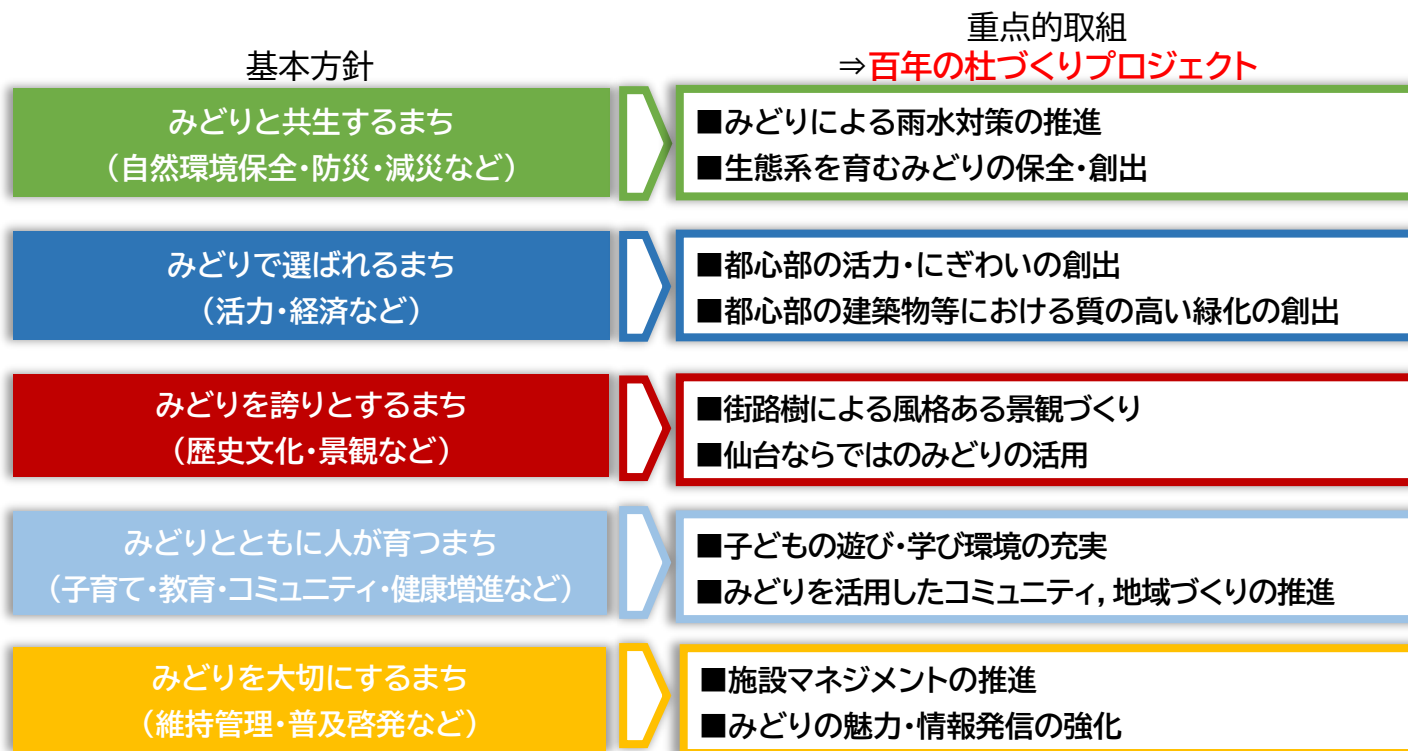 基本方針
重点的取組
⇒百年の杜づくりプロジェクト
みどりと共生するまち
（自然環境保全・防災・減災など）
■みどりによる雨水対策の推進
■生態系を育むみどりの保全・創出
みどりで選ばれるまち
（活力・経済など）
■都心部の活力・にぎわいの創出
■都心部の建築物等における質の高い緑化の創出
みどりを誇りとするまち
（歴史文化・景観など）
■街路樹による風格ある景観づくり
■仙台ならではのみどりの活用
みどりとともに人が育つまち
（子育て・教育・コミュニティ・健康増進など）
■子どもの遊び・学び環境の充実
■みどりを活用したコミュニティ，地域づくりの推進
みどりを大切にするまち
（維持管理・普及啓発など）
■施設マネジメントの推進
■みどりの魅力・情報発信の強化